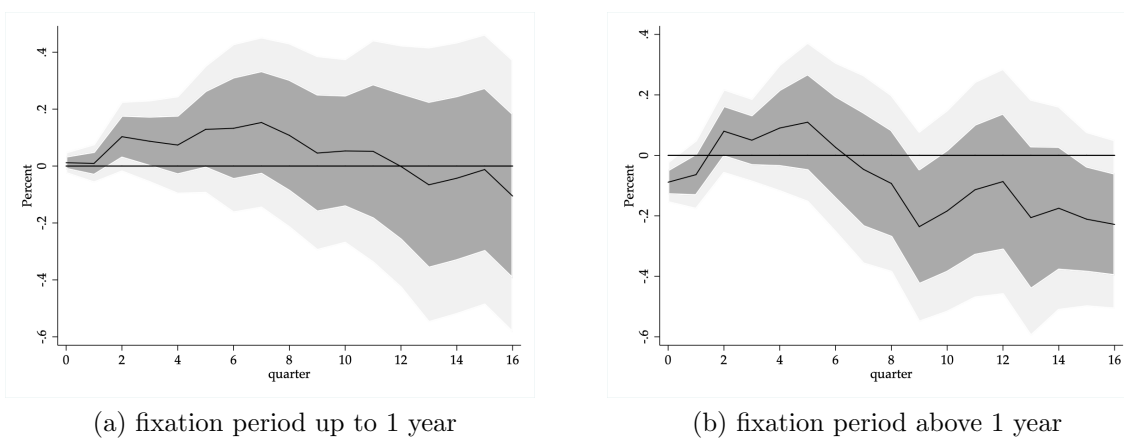 .4
.2
0
-.2
-.4
-.6
Percent
0 2 4 6 8 10 12 14 16
quarter
(a) fixation period up to 1 year
.4
.2
0
-.2
-.4
-.6
Percent
0 2 4 6 8 10 12 14 16
quarter
(b) fixation period above 1 year